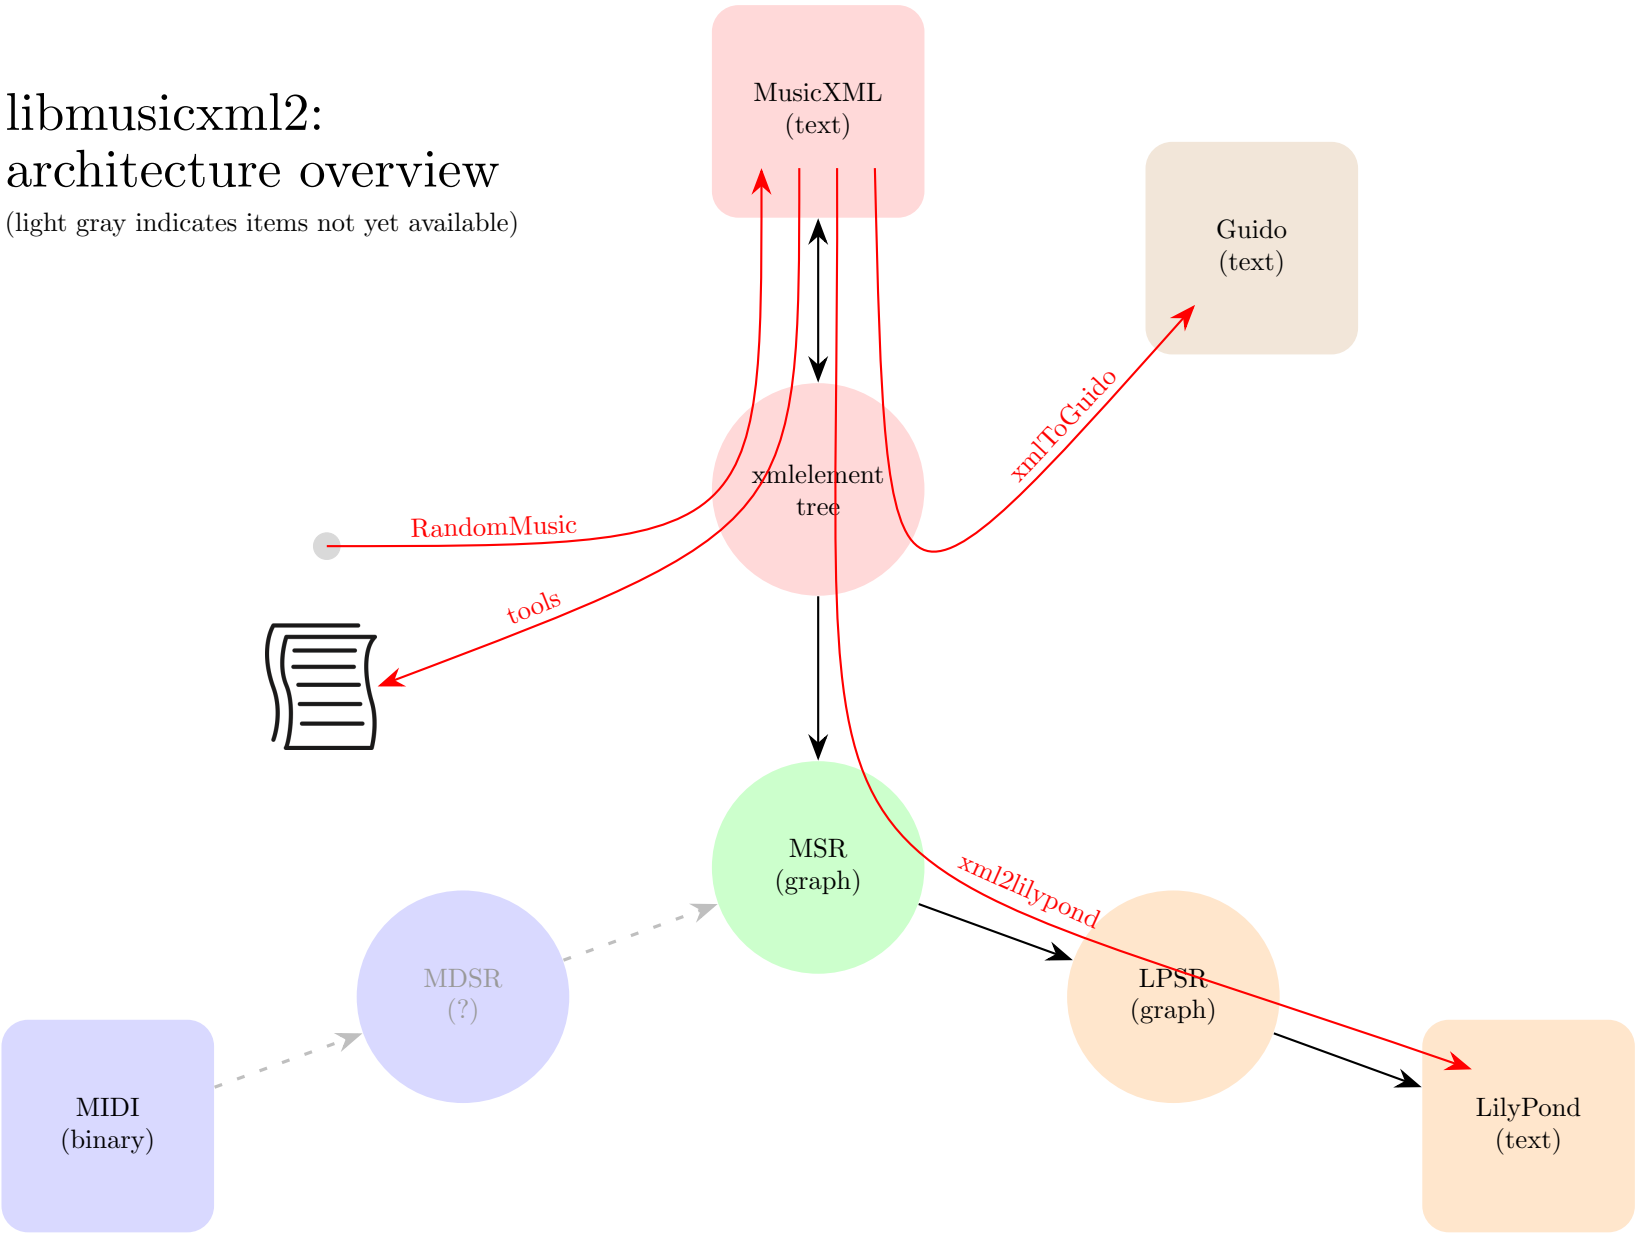 libmusicxml2:
architecture overview
(light gray indicates items not yet available)
MusicXML
(text)
Guido
(text)
xmlToGuido
xmlelement
tree
RandomMusic
tools
MSR
(graph)
xml2lilypond
MDSR
(?)
LPSR
(graph)
MIDI
(binary)
LilyPond
(text)